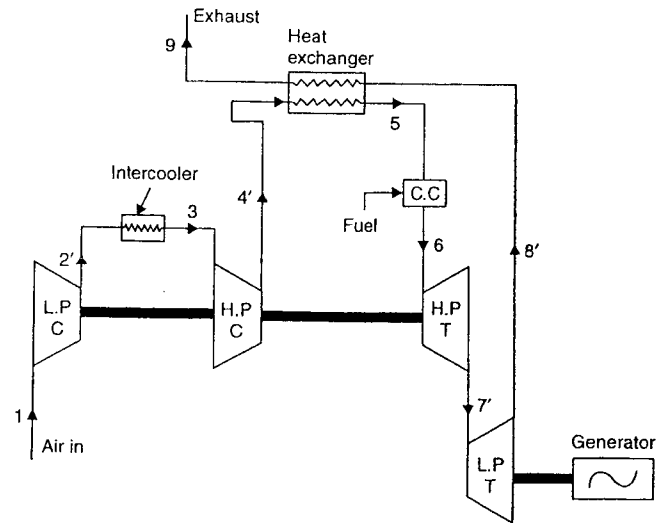 Exhaust
9
Heat
exchanger
5
Intercooler
3
4'
C.C
Fuel
2'
6
8'
L.P
C
H.P
C
H.P
T
1
7'
Air in
Generator
L.P
T